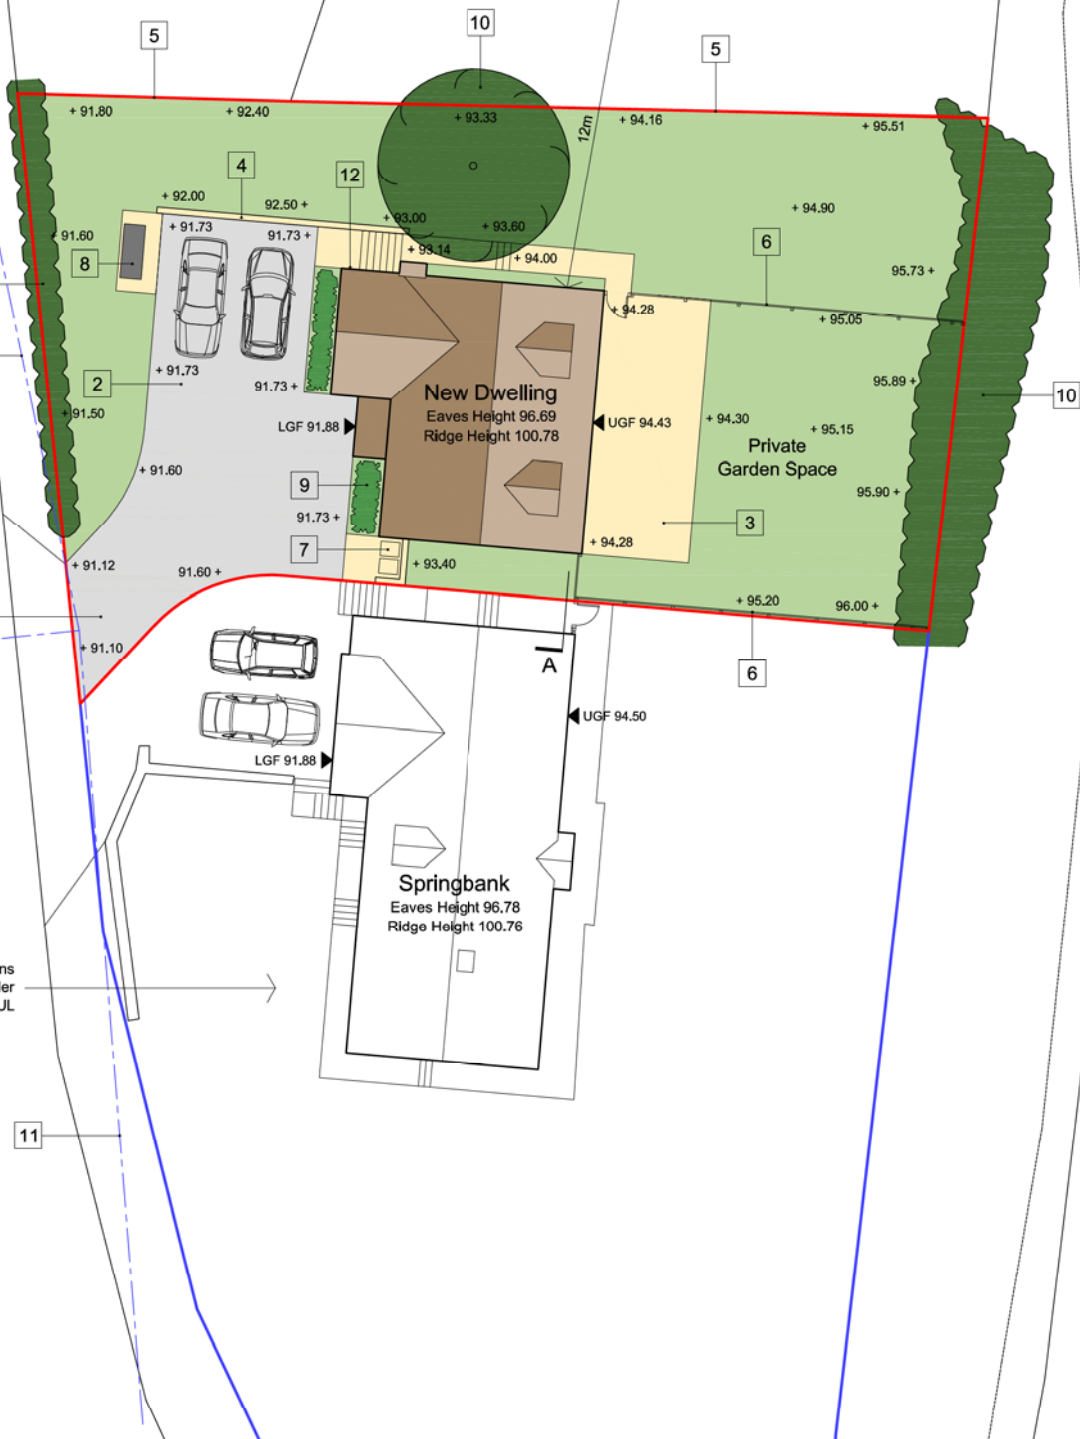 10
5
5
+ 91.80
+ 92.40
+ 93.33
12m
+ 94.16
+ 95.51
4
12
+ 92.00
92.50 +
+ 93.00
+ 94.90
+ 91.60
+ 91.73
91.73 +
+ 93.60
6
8
+ 93.14
+ 94.00
95.73 +
+ 94.28
+ 95.05
2
+ 91.73
91.73 +
New Dwelling
Eaves Height 96.69
Ridge Height 100.78
95.89 +
10
+ 91.50
LGF 91.88
UGF 94.43
+ 94.30
+ 95.15
Private
Garden Space
+ 91.60
9
95.90 +
91.73 +
3
7
+ 94.28
+ 91.12
91.60 +
+ 93.40
+ 95.20
96.00 +
+ 91.10
A
6
UGF 94.50
LGF 91.88
Springbank
Eaves Height 96.78
Ridge Height 100.76
ns
ler
UL
11